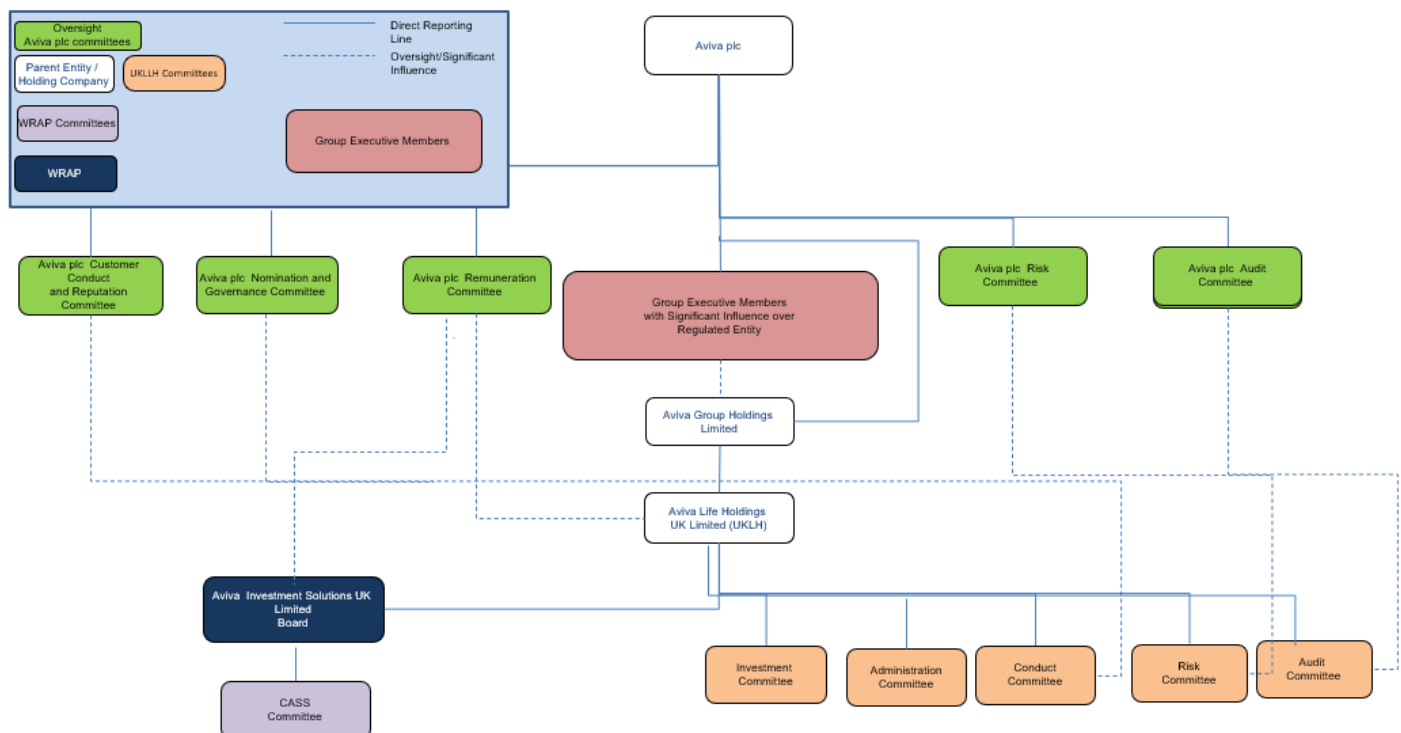 Oversight
Aviva plc committees
Direct Reporting
Line
Oversight/Significant
Influence
Parent Entity /
Holding Company
UKLLH Committees
WRAP Committees
Group Executive Members
WRAP
Aviva plc
Aviva plc Customer
Conduct
and Reputation
Committee
Aviva plc Nomination and
Governance Committee
Aviva plc Remuneration
Committee
Group Executive Members
with Significant Influence over
Regulated Entity
Aviva plc Risk
Committee
Aviva plc Audit
Committee
Aviva Group Holdings
Limited
Aviva Life Holdings
UK Limited (UKLH)
Aviva Investment Solutions UK
Limited
Board
Investment
Committee
Administration
Committee
Conduct
Committee
Risk
Committee
Audit
Committee
CASS
Committee